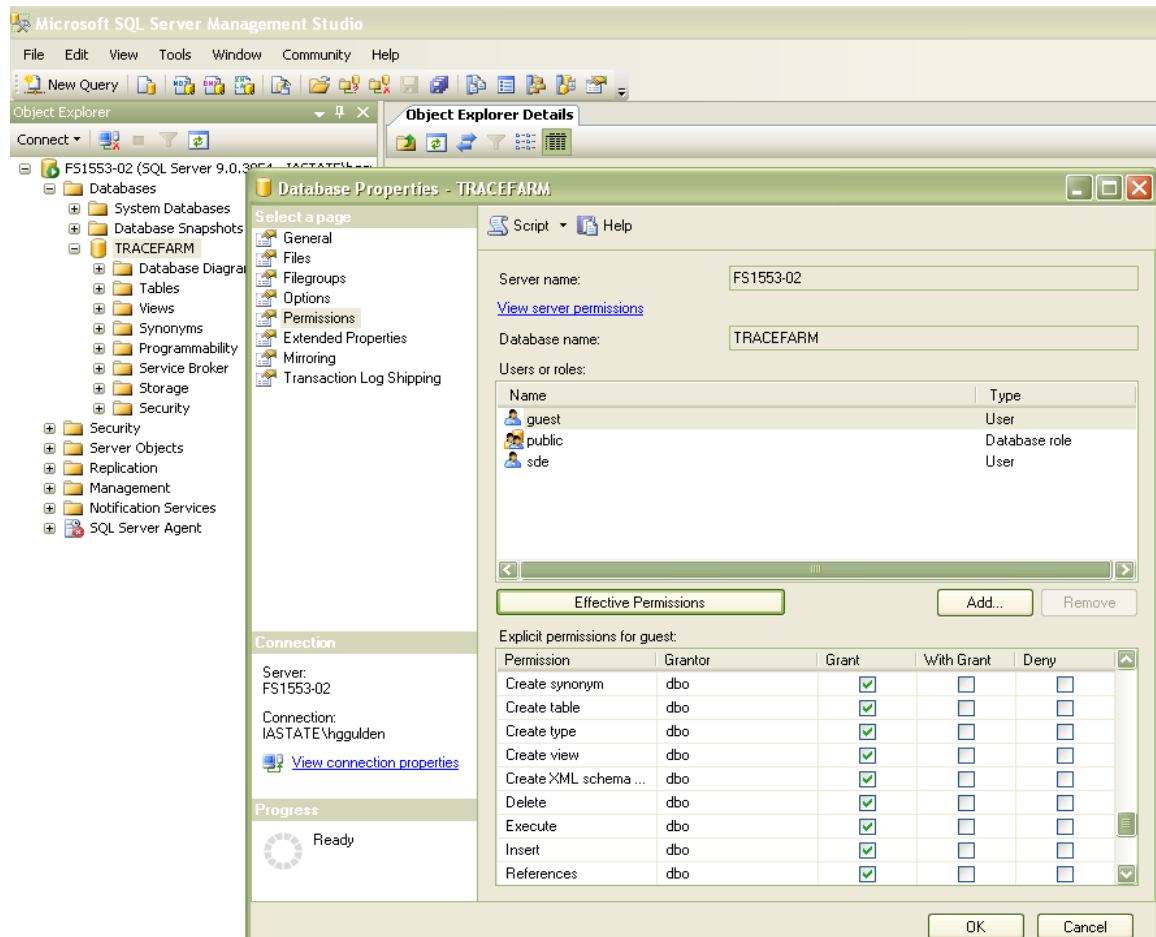 Microsoft SQL Server Management Studio
File Edit View Tools Window Community Help
New Query
Object Explorer
Object Explorer Details
Connect
FS1553-02 (SQL Server 9.0.3054 - IASTATE\
Databases
System Databases
Database Snapshots
TRACEFARM
Database Diagra
Tables
Views
Synonyms
Programmability
Service Broker
Storage
Security
Security
Server Objects
Replication
Management
Notification Services
SQL Server Agent
Database Properties - TRACEFARM
Select a page
General
Files
Filegroups
Options
Permissions
Extended Properties
Mirroring
Transaction Log Shipping
Connection
Server:
FS1553-02
Connection:
IASTATE\hggulden
View connection properties
Progress
Ready
Script Help
Server name: FS1553-02
View server permissions
Database name: TRACEFARM
Users or roles:
Name Type
guest User
public Database role
sde User
Effective Permissions Add... Remove
Explicit permissions for guest:
Permission Grantor Grant With Grant Deny
Create synonym dbo
Create table dbo
Create type dbo
Create view dbo
Create XML schema ... dbo
Delete dbo
Execute dbo
Insert dbo
References dbo
OK Cancel